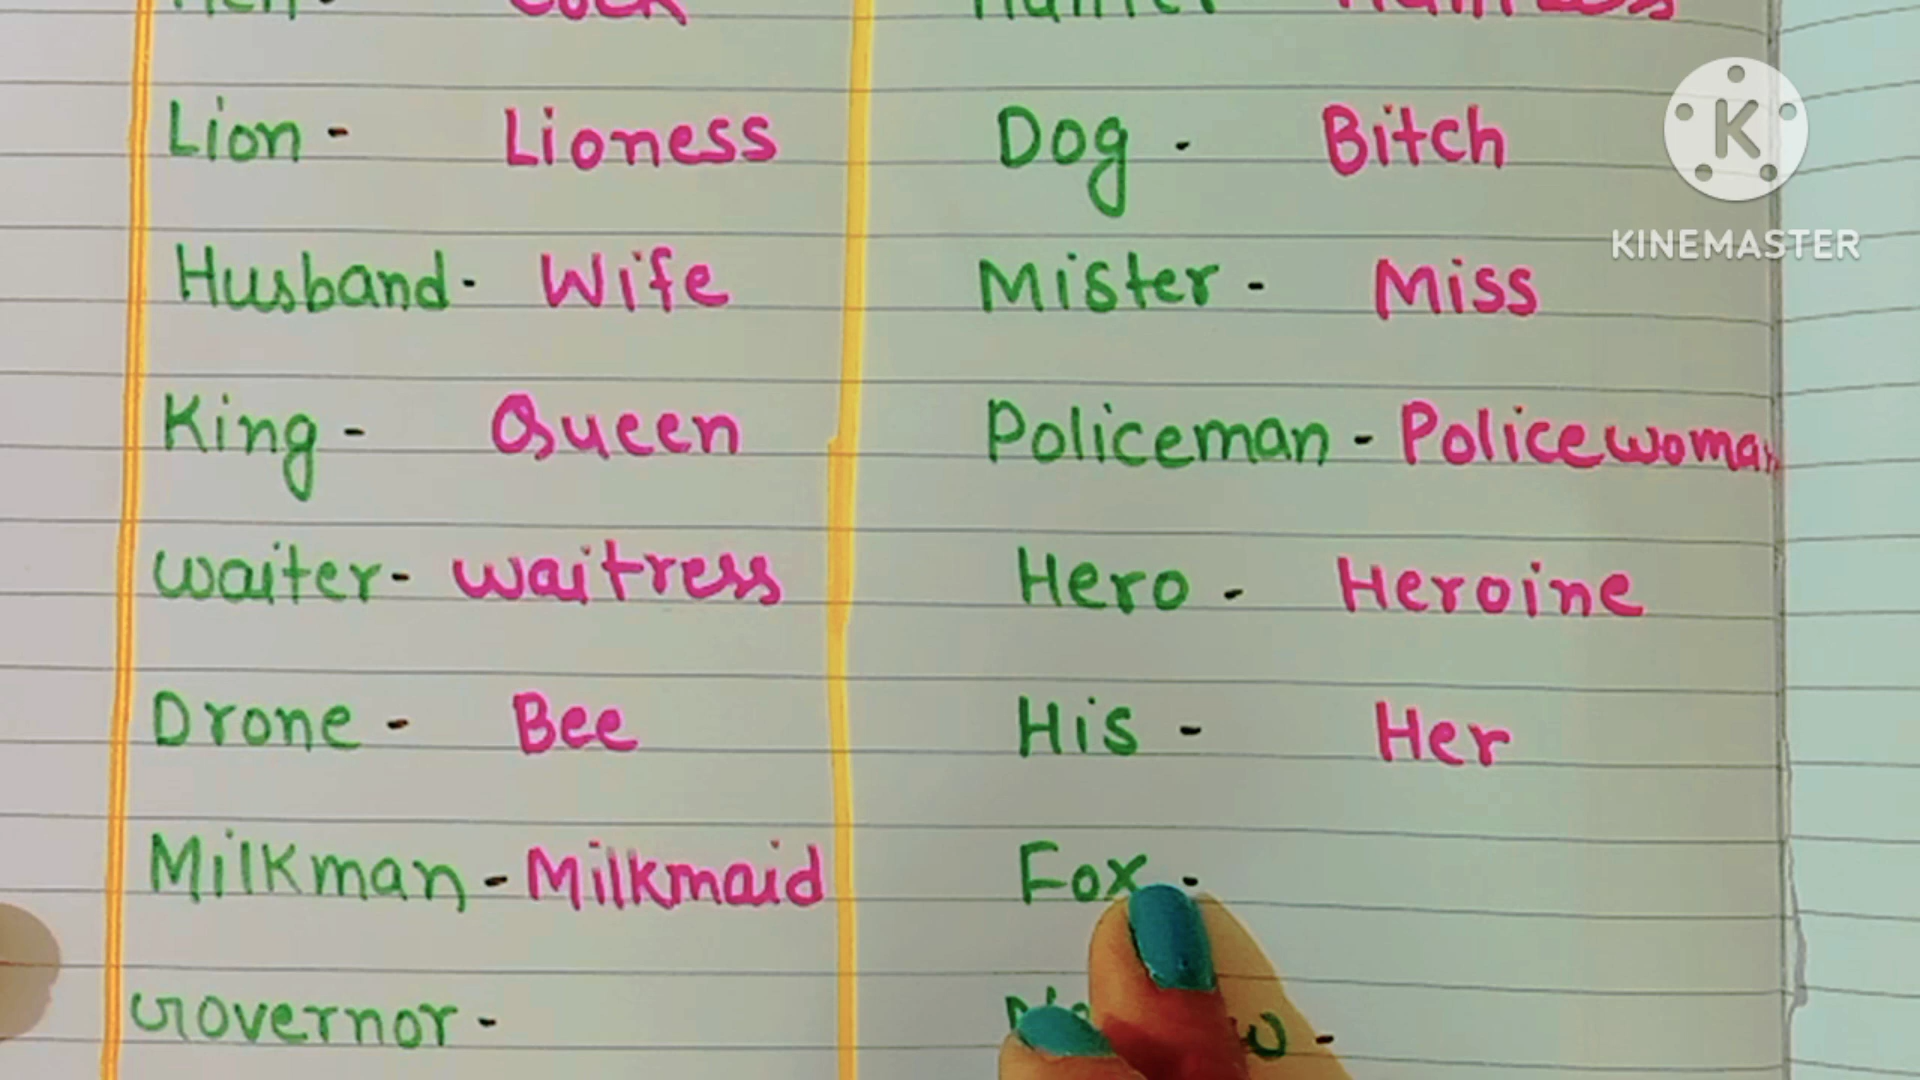 Lion - Lioness
Husband - Wife
King - Queen
Waiter - Waitress
Drone - Bee
Milkman - Milkmaid
Governor -
Dog - Bitch
Mister - Miss
Policeman - Policewoman
Hero - Heroine
His - Her
Fox -
K
KINEMASTER